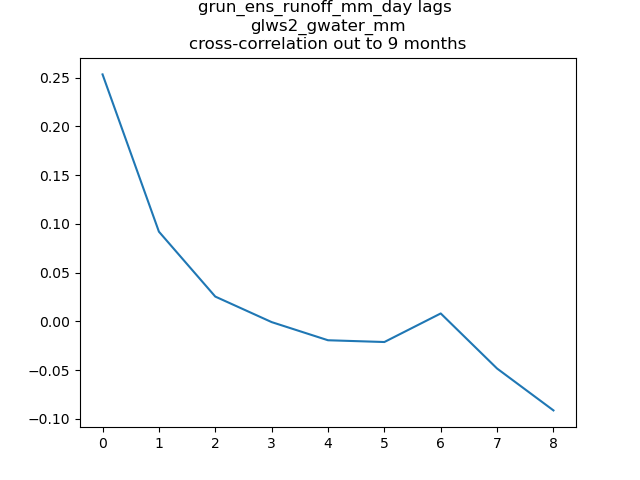 grun_ens_runoff_mm_day lags
glws2_gwater_mm
cross-correlation out to 9 months
0.25
0.20
0.15
0.10
0.05
0.00
−0.05
−0.10
0 1 2 3 4 5 6 7 8